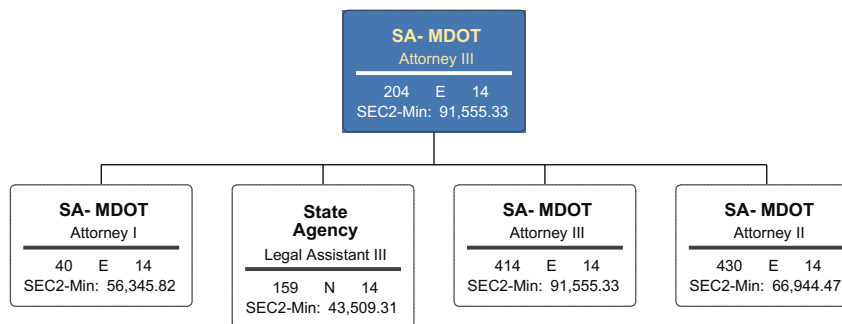 SA- MDOT
Attorney III
204 E 14
SEC2-Min: 91,555.33
SA- MDOT
Attorney I
40 E 14
SEC2-Min: 56,345.82
State
Agency
Legal Assistant III
159 N 14
SEC2-Min: 43,509.31
SA- MDOT
Attorney III
414 E 14
SEC2-Min: 91,555.33
SA- MDOT
Attorney II
430 E 14
SEC2-Min: 66,944.47